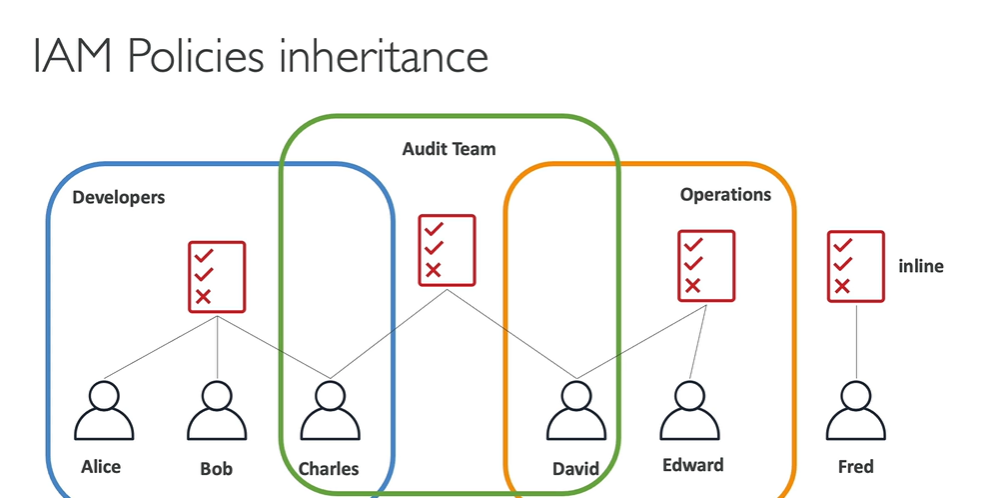 IAM Policies inheritance
Audit Team
Developers
Operations
inline
Alice
Bob
Charles
David
Edward
Fred